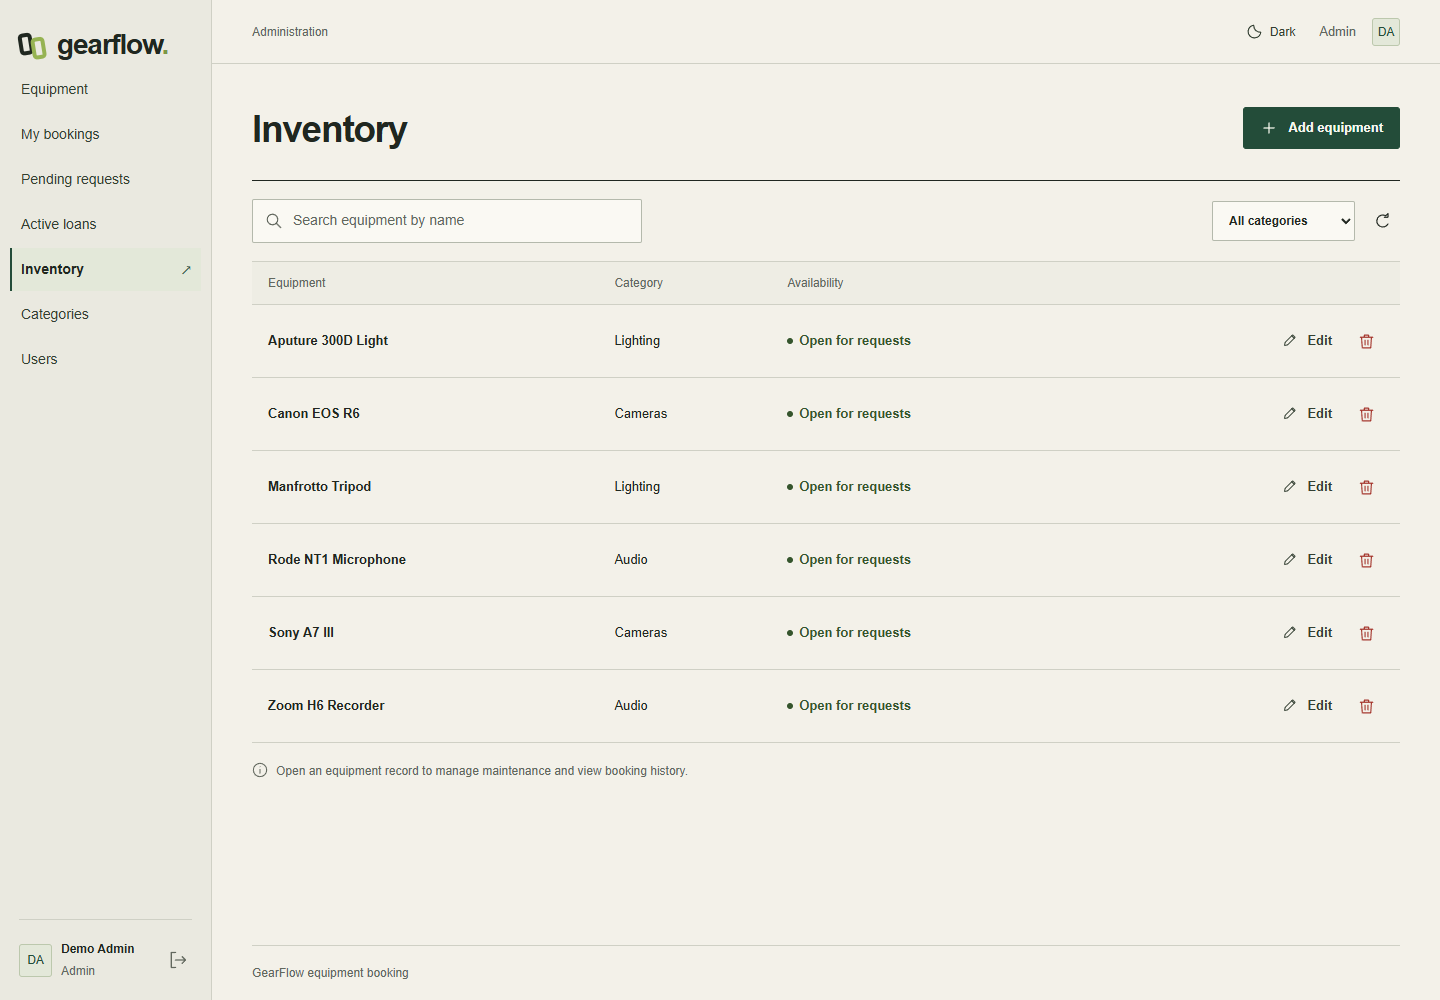 gearflow.
Equipment
My bookings
Pending requests
Active loans
Inventory ↗
Categories
Users
DA
Demo Admin
Admin
Administration
Dark
Admin
DA
Inventory
Add equipment
Search equipment by name
All categories
Equipment Category Availability
Aputure 300D Light Lighting Open for requests Edit
Canon EOS R6 Cameras Open for requests Edit
Manfrotto Tripod Lighting Open for requests Edit
Rode NT1 Microphone Audio Open for requests Edit
Sony A7 III Cameras Open for requests Edit
Zoom H6 Recorder Audio Open for requests Edit
Open an equipment record to manage maintenance and view booking history.
GearFlow equipment booking